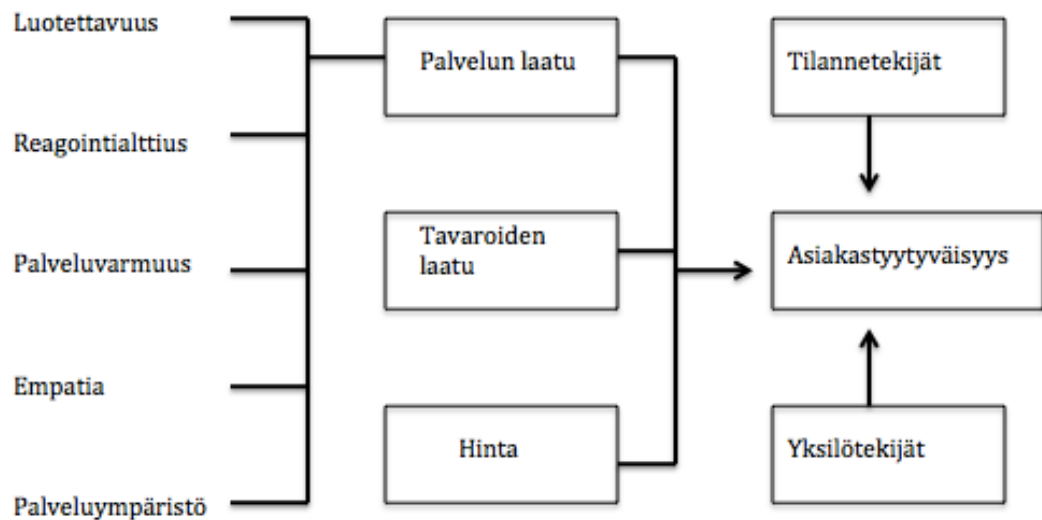 Luotettavuus
Reagointialttius
Palveluvarmuus
Empatia
Palveluympäristö
Palvelun laatu
Tavaroiden
laatu
Hinta
Tilannetekijät
Asiakastyytyväisyys
Yksilötekijät